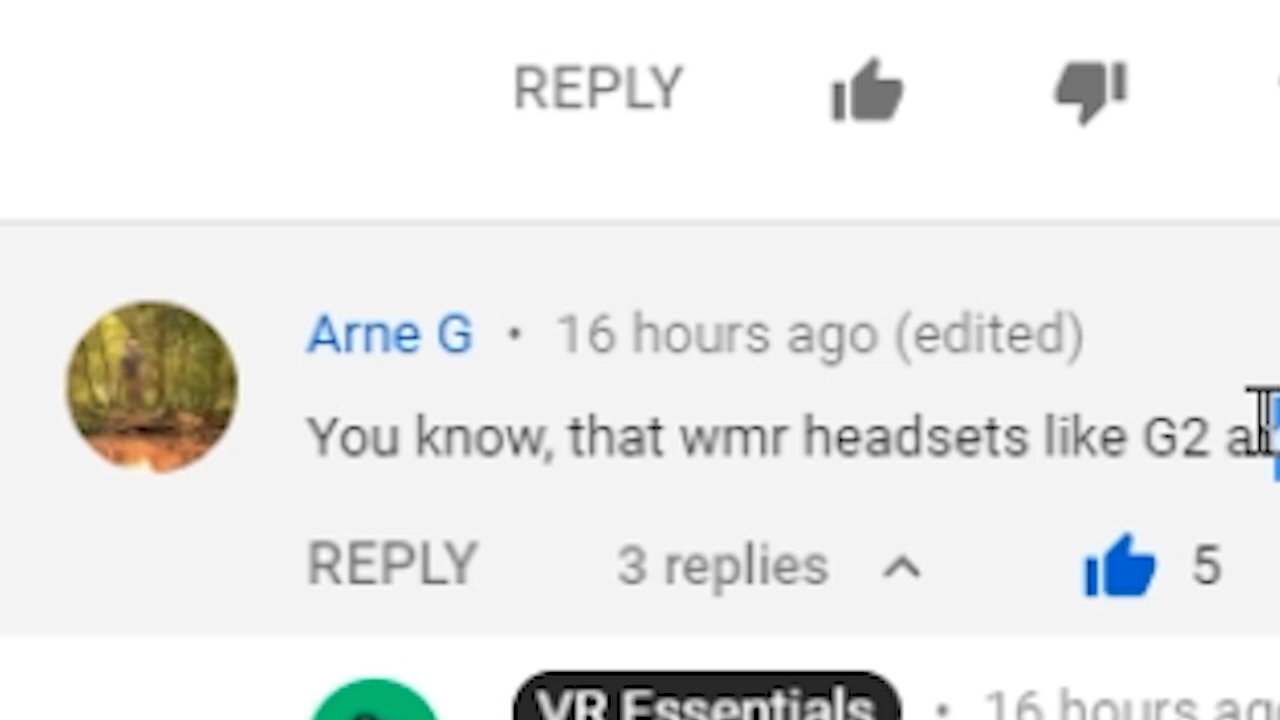 REPLY
Arne G • 16 hours ago (edited)
You know, that wmr headsets like G2
REPLY 3 replies 5
VR Essentials • 16 hours ago